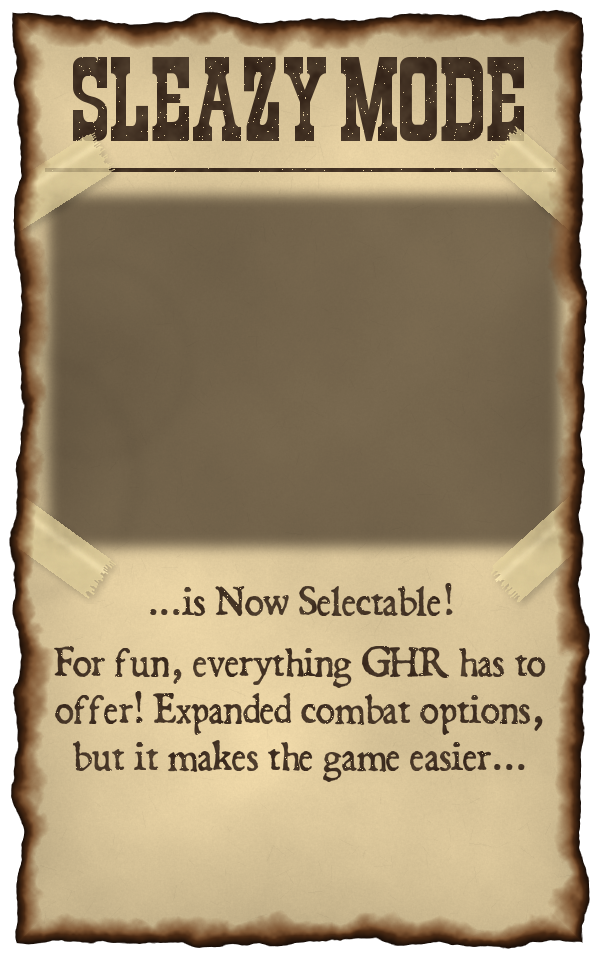 SLEAZY MODE
...is Now Selectable!
For fun, everything GHR has to
offer! Expanded combat options,
but it makes the game easier...